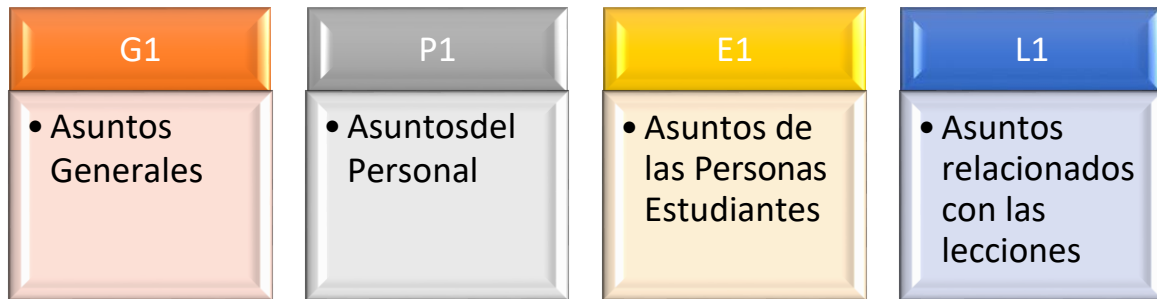 G1
• Asuntos
Generales
P1
• Asuntosdel
Personal
E1
• Asuntos de
las Personas
Estudiantes
L1
• Asuntos
relacionados
con las
lecciones